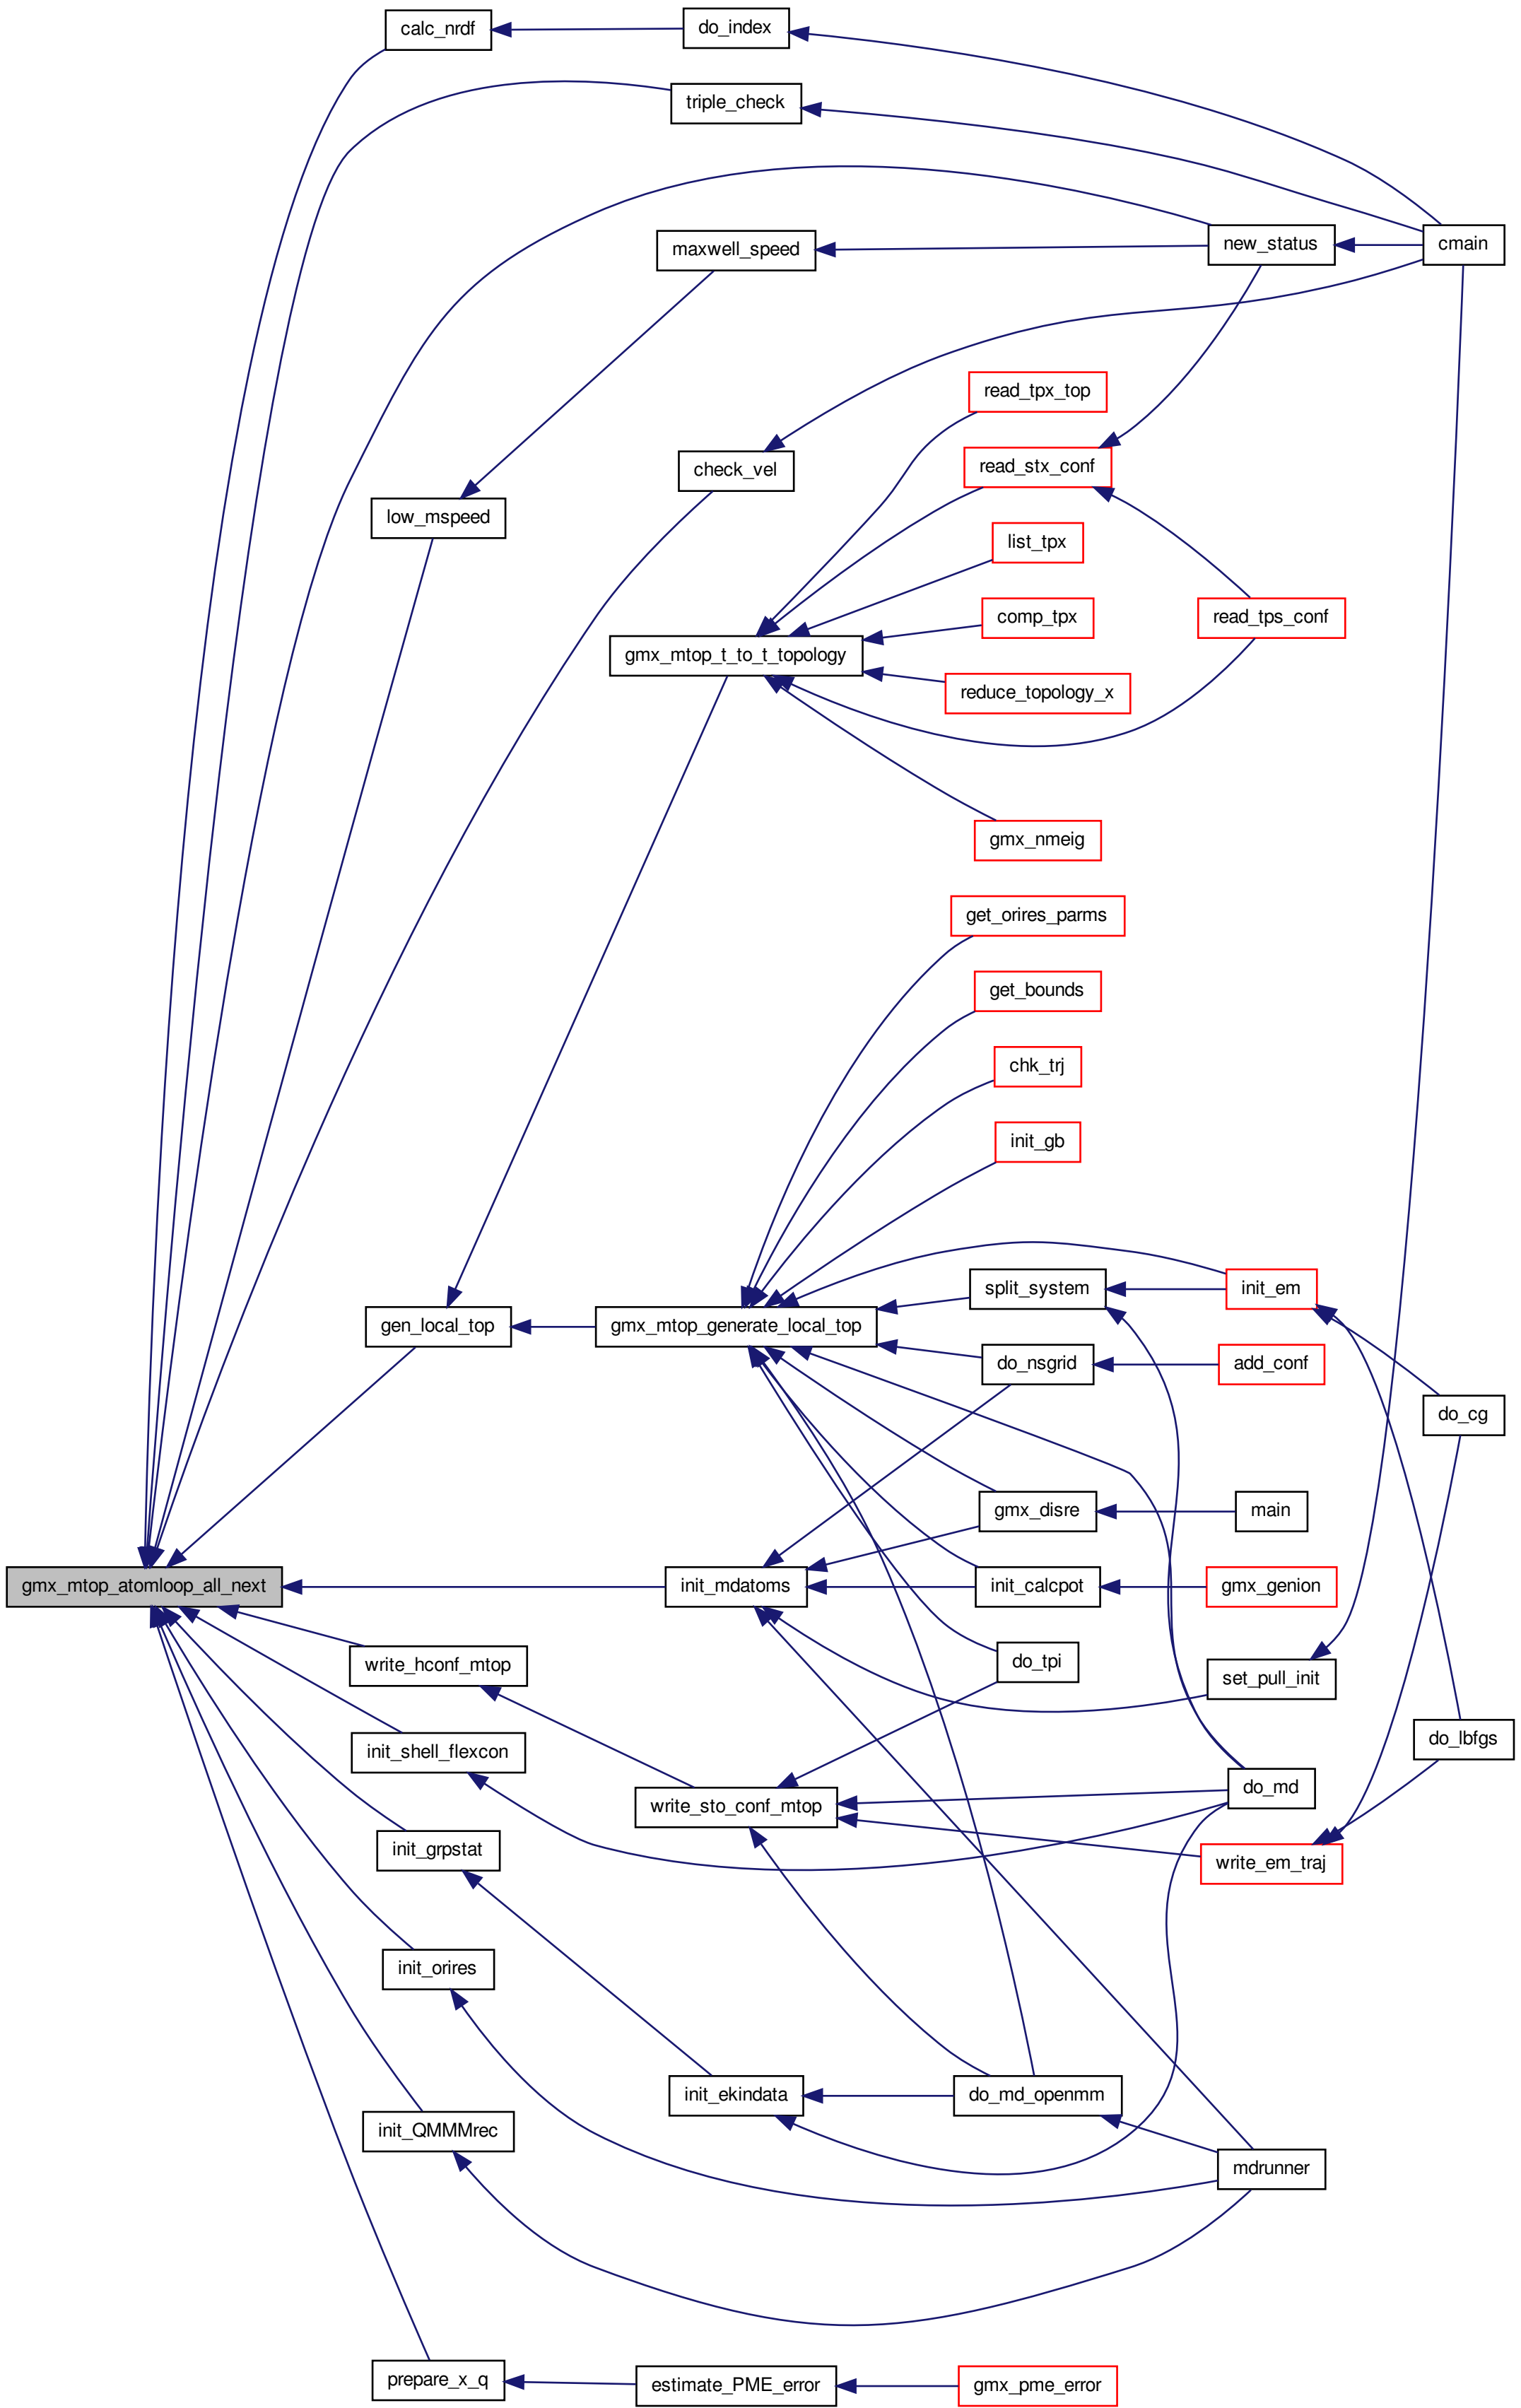 calc_nrdf
do_index
triple_check
maxwell_speed
new_status
cmain
read_tpx_top
check_vel
read_stx_conf
low_mspeed
list_tpx
comp_tpx
read_tps_conf
gmx_mtop_t_to_t_topology
reduce_topology_x
gmx_nmeig
get_orires_parms
get_bounds
chk_trj
init_gb
split_system
init_em
gen_local_top
gmx_mtop_generate_local_top
do_nsgrid
add_conf
do_cg
gmx_disre
main
gmx_mtop_atomloop_all_next
init_mdatoms
init_calcpot
gmx_genion
write_hconf_mtop
do_tpi
set_pull_init
init_shell_flexcon
do_lbfgs
write_sto_conf_mtop
do_md
init_grpstat
write_em_traj
init_orires
init_ekindata
do_md_openmm
init_QMMMrec
mdrunner
prepare_x_q
estimate_PME_error
gmx_pme_error